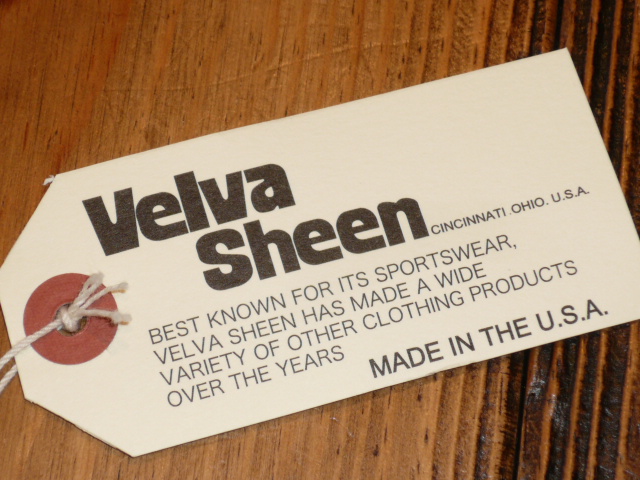 Velva
Sheen CINCINNATI.OHIO.U.S.A.
BEST KNOWN FOR ITS SPORTSWEAR,
VELVA SHEEN HAS MADE A WIDE
VARIETY OF OTHER CLOTHING PRODUCTS
OVER THE YEARS MADE IN THE U.S.A.